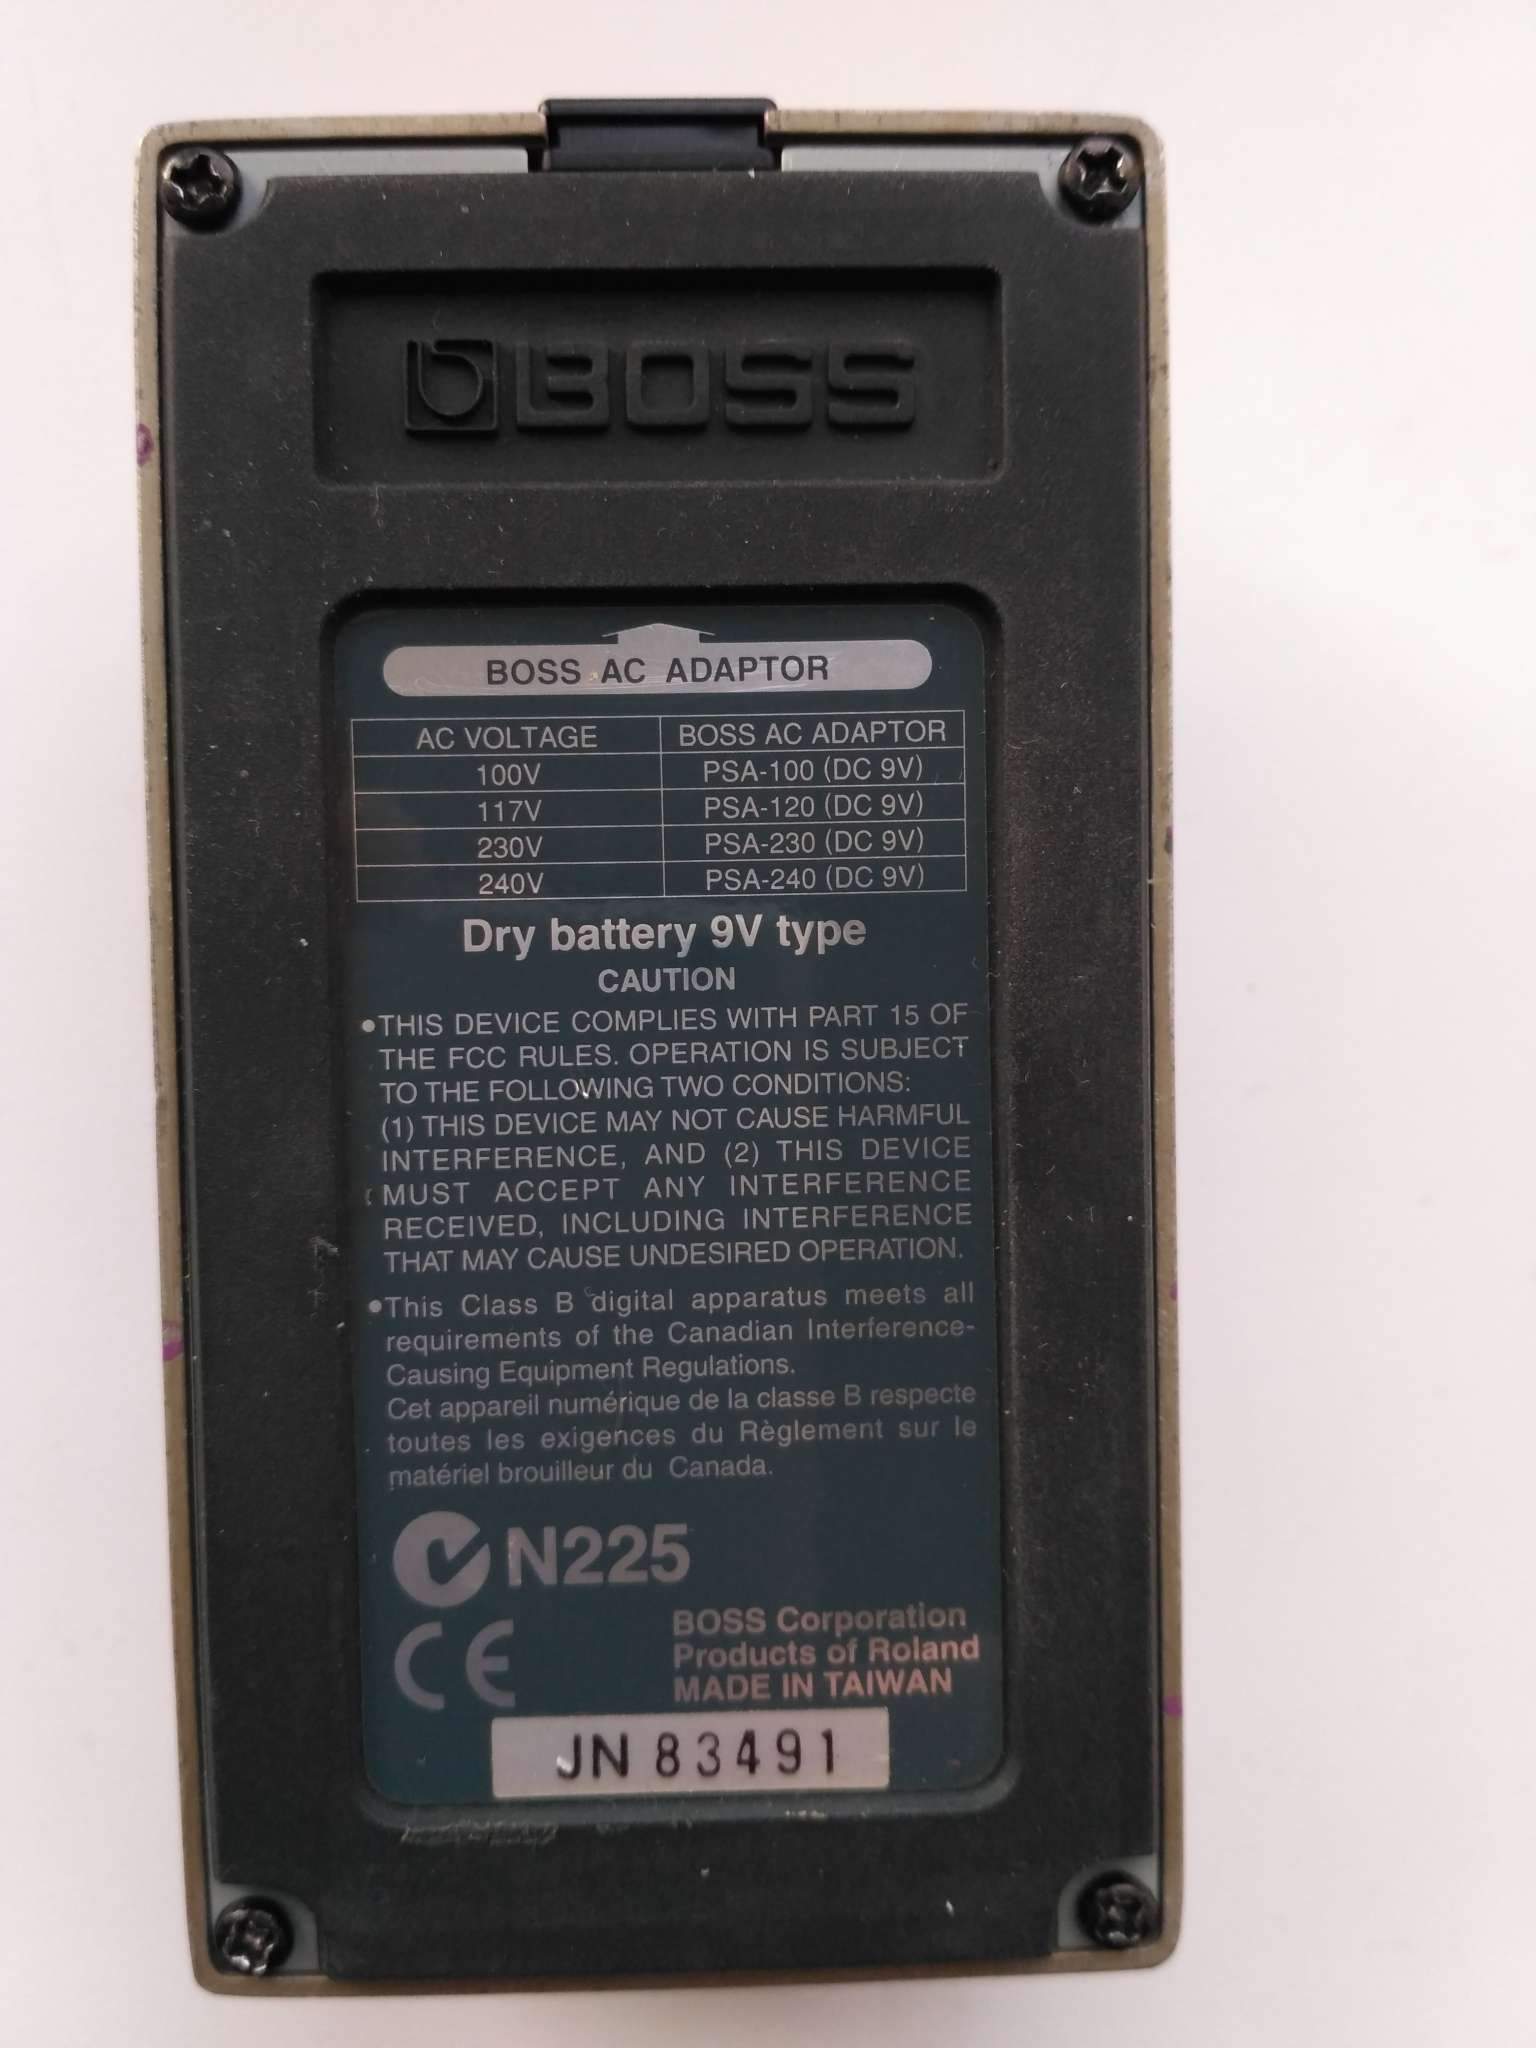 BOSS
BOSS AC ADAPTOR
AC VOLTAGE BOSS AC ADAPTOR
100V PSA-100 (DC 9V)
117V PSA-120 (DC 9V)
230V PSA-230 (DC 9V)
240V PSA-240 (DC 9V)
Dry battery 9V type
CAUTION
•THIS DEVICE COMPLIES WITH PART 15 OF
THE FCC RULES. OPERATION IS SUBJECT
TO THE FOLLOWING TWO CONDITIONS:
(1) THIS DEVICE MAY NOT CAUSE HARMFUL
INTERFERENCE, AND (2) THIS DEVICE
MUST ACCEPT ANY INTERFERENCE
RECEIVED, INCLUDING INTERFERENCE
THAT MAY CAUSE UNDESIRED OPERATION.
•This Class B digital apparatus meets all
requirements of the Canadian Interference-
Causing Equipment Regulations.
Cet appareil numérique de la classe B respecte
toutes les exigences du Règlement sur le
matériel brouilleur du Canada.
N225
CE
BOSS Corporation
Products of Roland
MADE IN TAIWAN
JN 83491